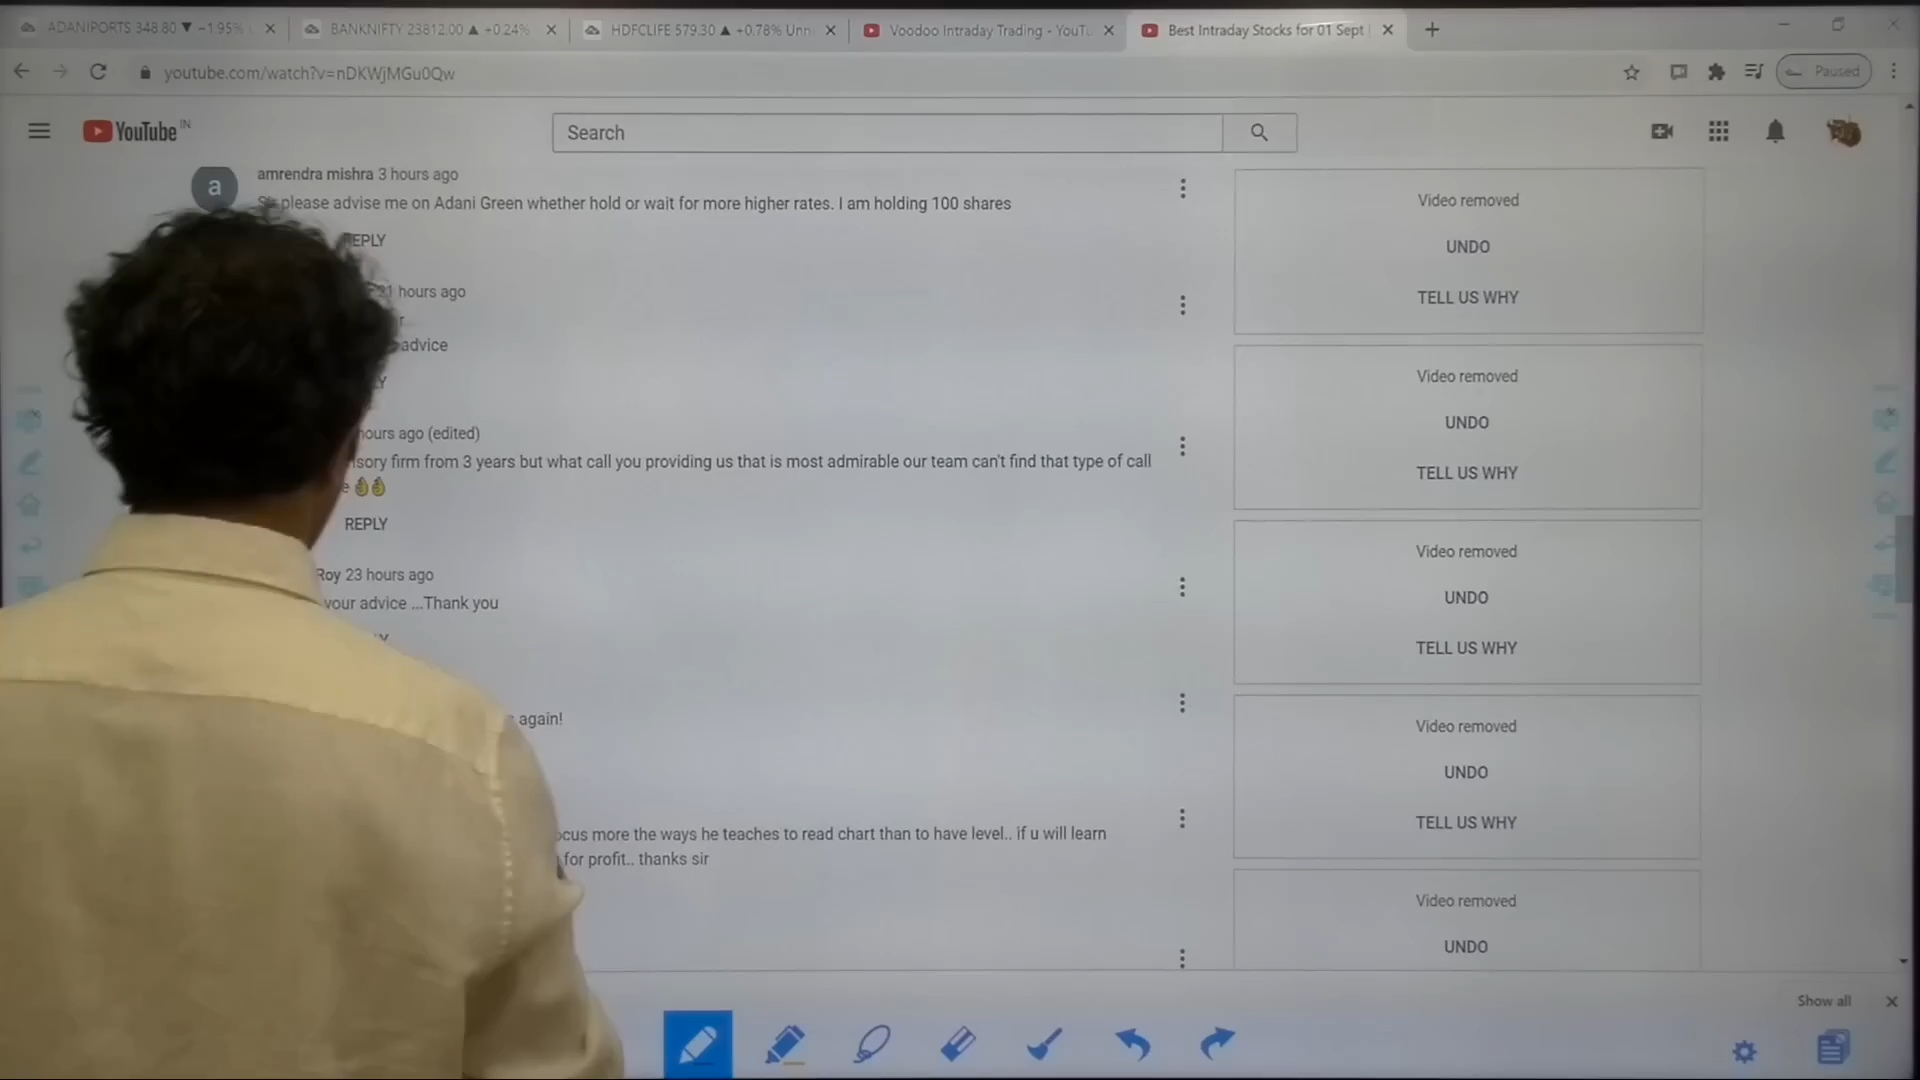 ADANIPORTS 348.80 ▼ −1.95%
BANKNIFTY 23812.00 ▲ +0.24%
HDFCLIFE 579.30 ▲ +0.78% Unn
Voodoo Intraday Trading - YouTu
Best Intraday Stocks for 01 Sept
youtube.com/watch?v=nDKWjMGu0Qw
Paused
YouTube IN
Search
a
amrendra mishra 3 hours ago
please advise me on Adani Green whether hold or wait for more higher rates. I am holding 100 shares
REPLY
21 hours ago
advice
hours ago (edited)
firm from 3 years but what call you providing us that is most admirable our team can't find that type of call
👌👌
REPLY
Roy 23 hours ago
your advice ...Thank you
again!
more the ways he teaches to read chart than to have level.. if u will learn
for profit.. thanks sir
Video removed
UNDO
TELL US WHY
Video removed
UNDO
TELL US WHY
Video removed
UNDO
TELL US WHY
Video removed
UNDO
TELL US WHY
Video removed
UNDO
Show all